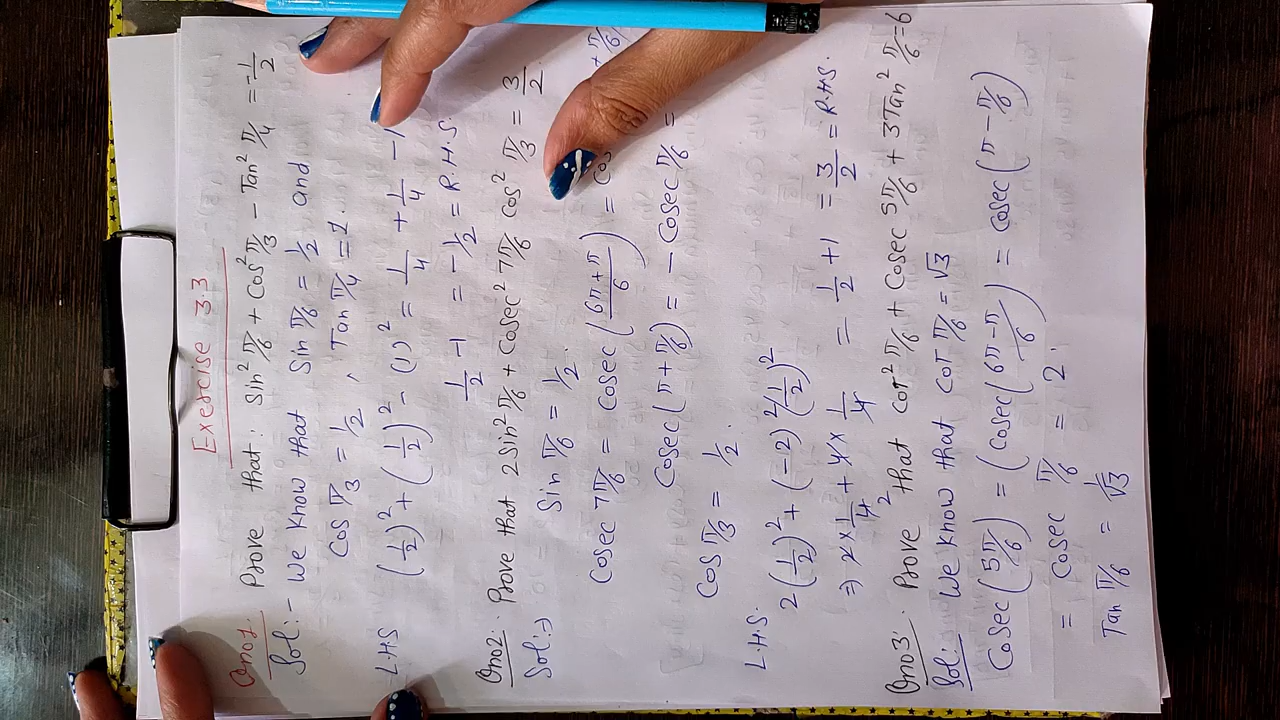 Exercise 3.3
Qno1. Prove that: Sin² π/6 + Cos² π/3 - Tan² π/4 = -1/2
Sol:- We know that Sin π/6 = 1/2 and
Cos π/3 = 1/2 , Tan π/4 = 1.
L.H.S (1/2)² + (1/2)² - (1)² = 1/4 + 1/4 - 1
1/2 - 1 = -1/2 = R.H.S.
Qno2. Prove that 2Sin² π/6 + Cosec² 7π/6 cos² π/3 = 3/2
Sol:→ Sin π/6 = 1/2.
Cosec 7π/6 = Cosec (6π+π/6) = Cos + π/6
Cosec (π + π/6) = - Cosec π/6 =
Cos π/3 = 1/2.
L.H.S.
2(1/2)² + (-2)² (1/2)²
⇒ 2 × 1/4 2 + 4 × 1/4 = 1/2 + 1 = 3/2 = R.H.S.
Qno3. Prove that cot² π/6 + Cosec 5π/6 + 3Tan² π/6 = 6
Sol:- We know that cot π/6 = √3
Cosec (5π/6) = (Cosec (6π-π/6) = cosec (π - π/6)
= Cosec π/6 = 2.
Tan π/6 = 1/√3